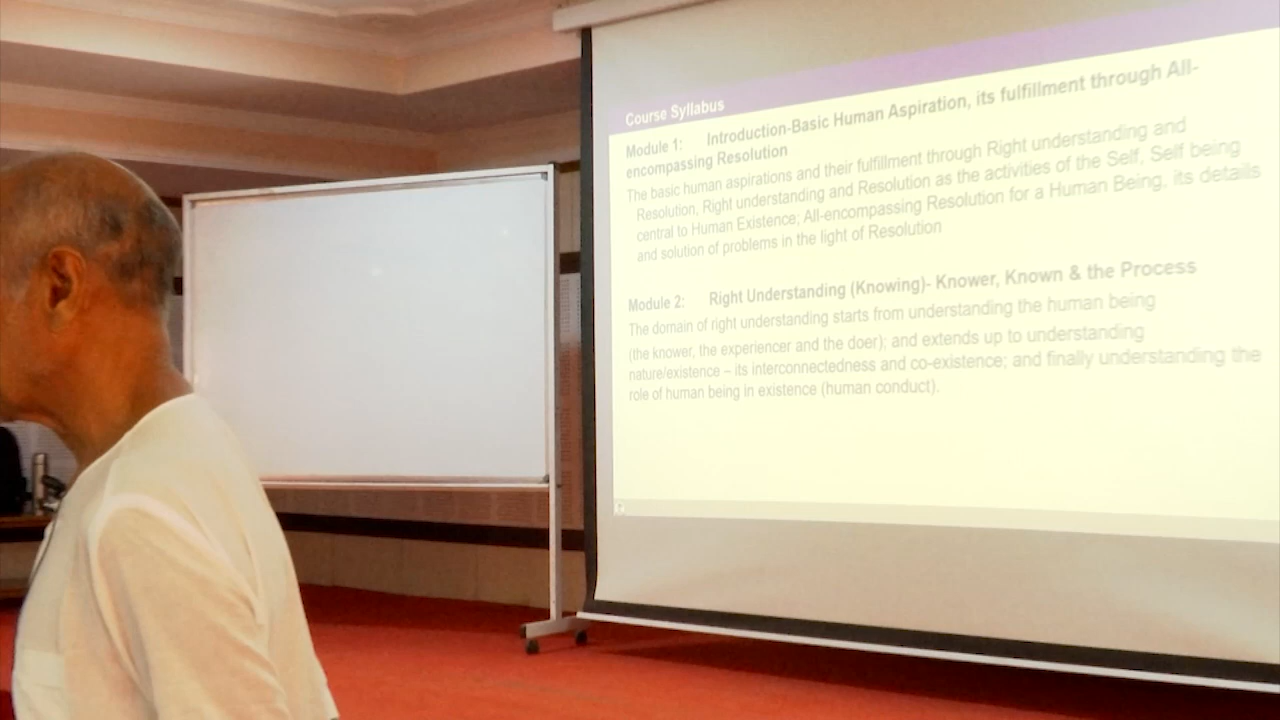 Course Syllabus
Module 1: Introduction-Basic Human Aspiration, its fulfillment through All-
encompassing Resolution
The basic human aspirations and their fulfillment through Right understanding and
Resolution, Right understanding and Resolution as the activities of the Self, Self being
central to Human Existence; All-encompassing Resolution for a Human Being, its details
and solution of problems in the light of Resolution
Module 2: Right Understanding (Knowing)- Knower, Known & the Process
The domain of right understanding starts from understanding the human being
(the knower, the experiencer and the doer); and extends up to understanding
nature/existence – its interconnectedness and co-existence; and finally understanding the
role of human being in existence (human conduct).